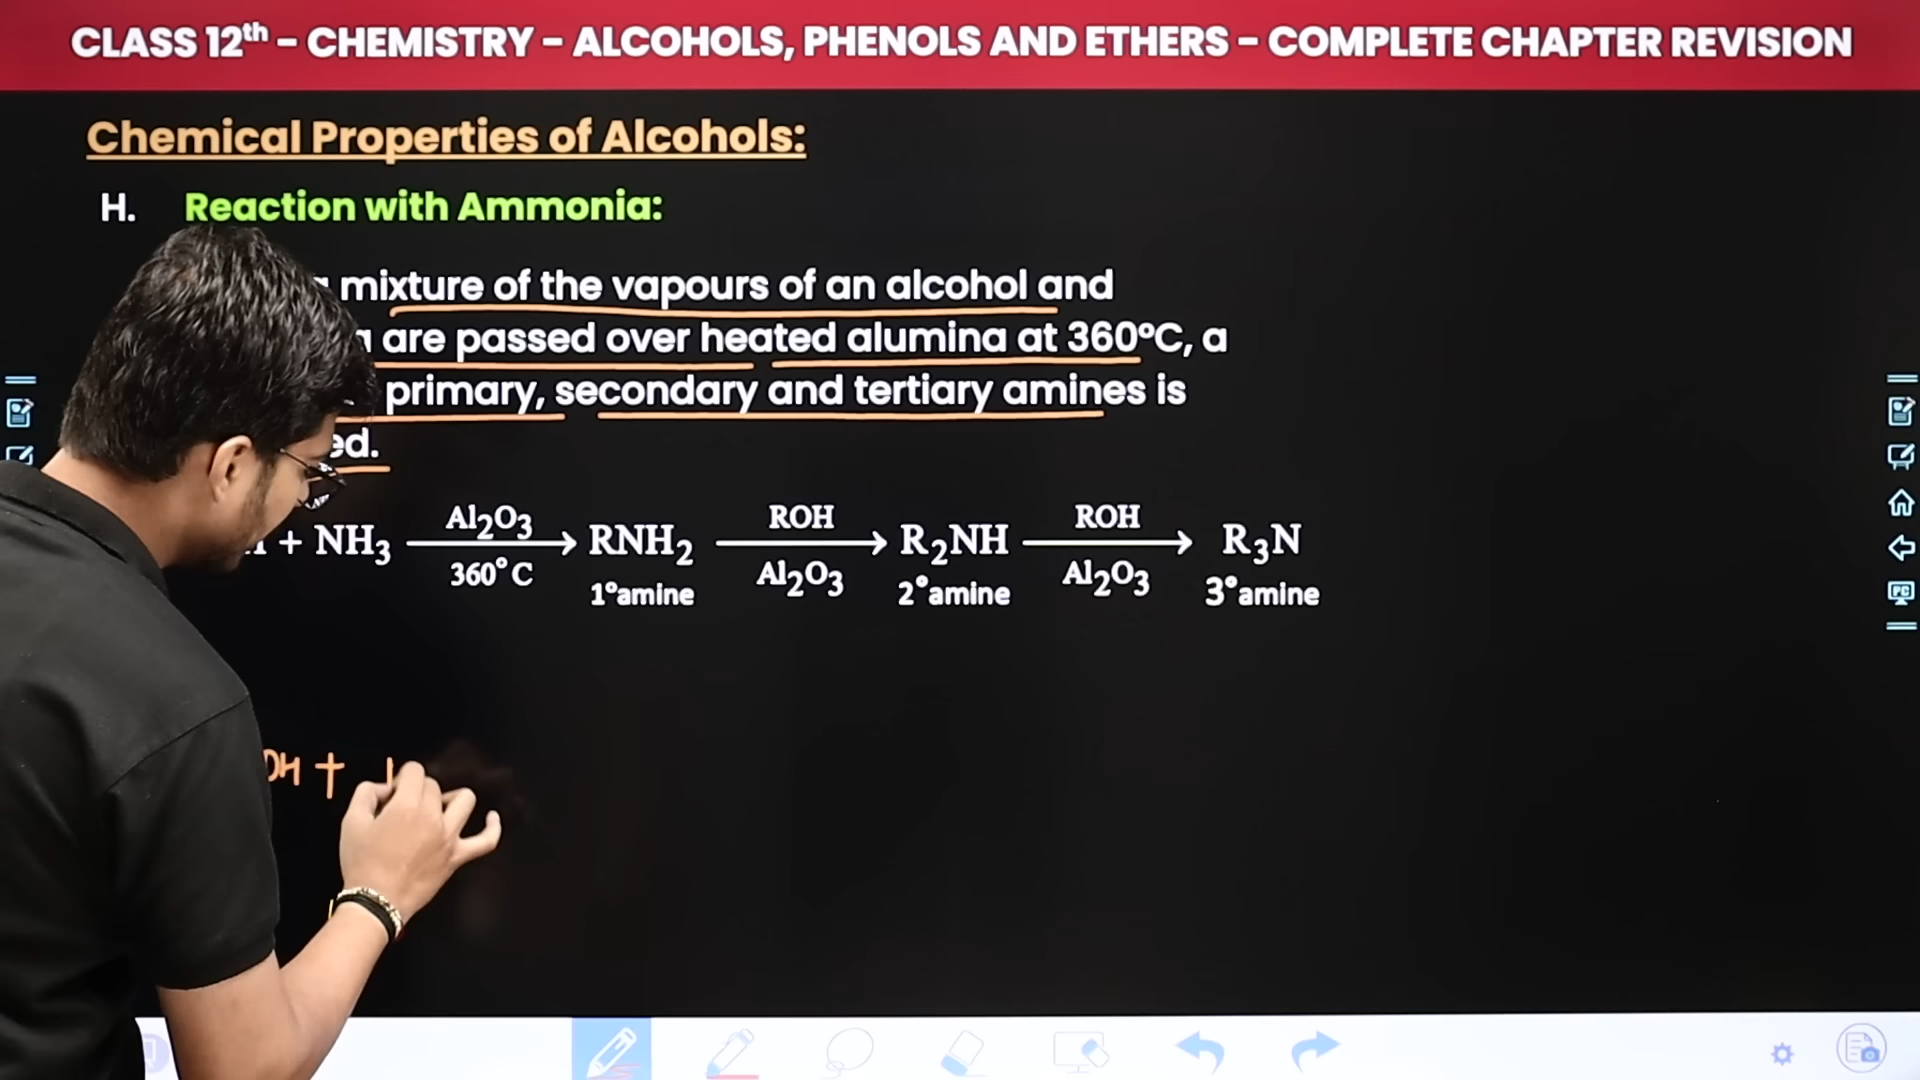 CLASS 12th – CHEMISTRY – ALCOHOLS, PHENOLS AND ETHERS – COMPLETE CHAPTER REVISION
Chemical Properties of Alcohols:
H. Reaction with Ammonia:
mixture of the vapours of an alcohol and
are passed over heated alumina at 360°C, a
primary, secondary and tertiary amines is
+ NH3 Al2O3 360°C → RNH2 ROH Al2O3 → R2NH ROH Al2O3 → R3N
1°amine 2°amine 3°amine
OH +
PC